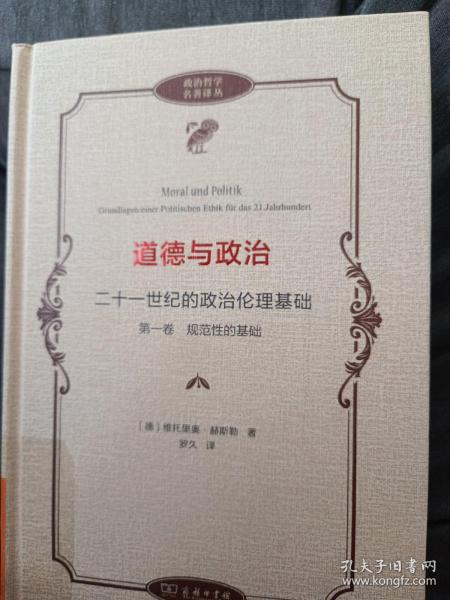 政治哲学
名著译丛
Moral und Politik
Grundlagen einer Politischen Ethik für das 21.Jahrhundert
道德与政治
二十一世纪的政治伦理基础
第一卷 规范性的基础
〔德〕维托里奥·赫斯勒 著
罗久 译
商务印书馆
孔夫子旧书网
www.kongfz.com